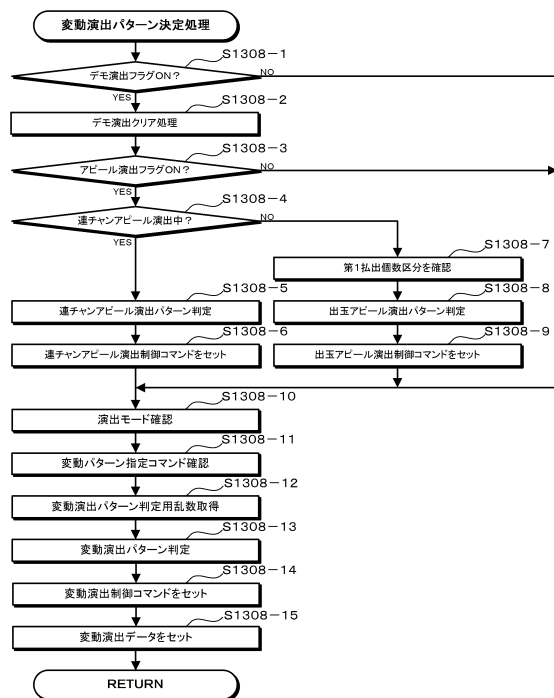 変動演出パターン決定処理
S1308-1
デモ演出フラグON？
NO
YES
S1308-2
デモ演出クリア処理
S1308-3
アピール演出フラグON？
NO
YES
S1308-4
連チャンアピール演出中？
NO
YES
S1308-7
第1払出個数区分を確認
S1308-5
連チャンアピール演出パターン判定
S1308-8
出玉アピール演出パターン判定
S1308-6
連チャンアピール演出制御コマンドをセット
S1308-9
出玉アピール演出制御コマンドをセット
S1308-10
演出モード確認
S1308-11
変動パターン指定コマンド確認
S1308-12
変動演出パターン判定用乱数取得
S1308-13
変動演出パターン判定
S1308-14
変動演出制御コマンドをセット
S1308-15
変動演出データをセット
RETURN